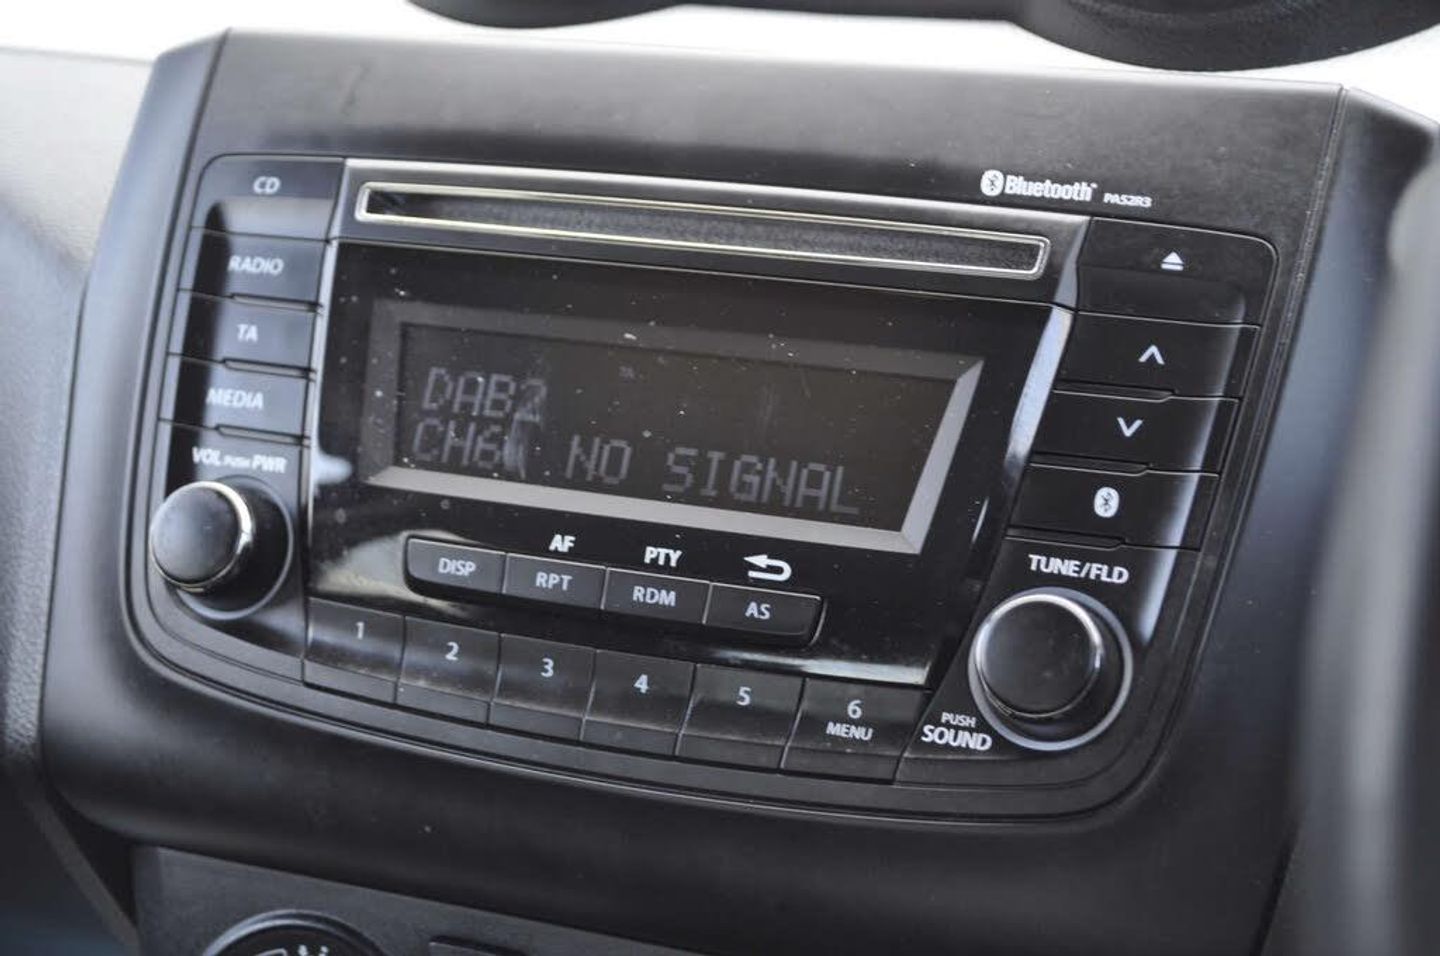 CD
Bluetooth PA52R3
RADIO
TA
MEDIA
VOL PUSH PWR
DAB2
CH6 NO SIGNAL
TUNE/FLD
AF
PTY
DISP
RPT
RDM
AS
1
2
3
4
5
6
MENU
PUSH
SOUND